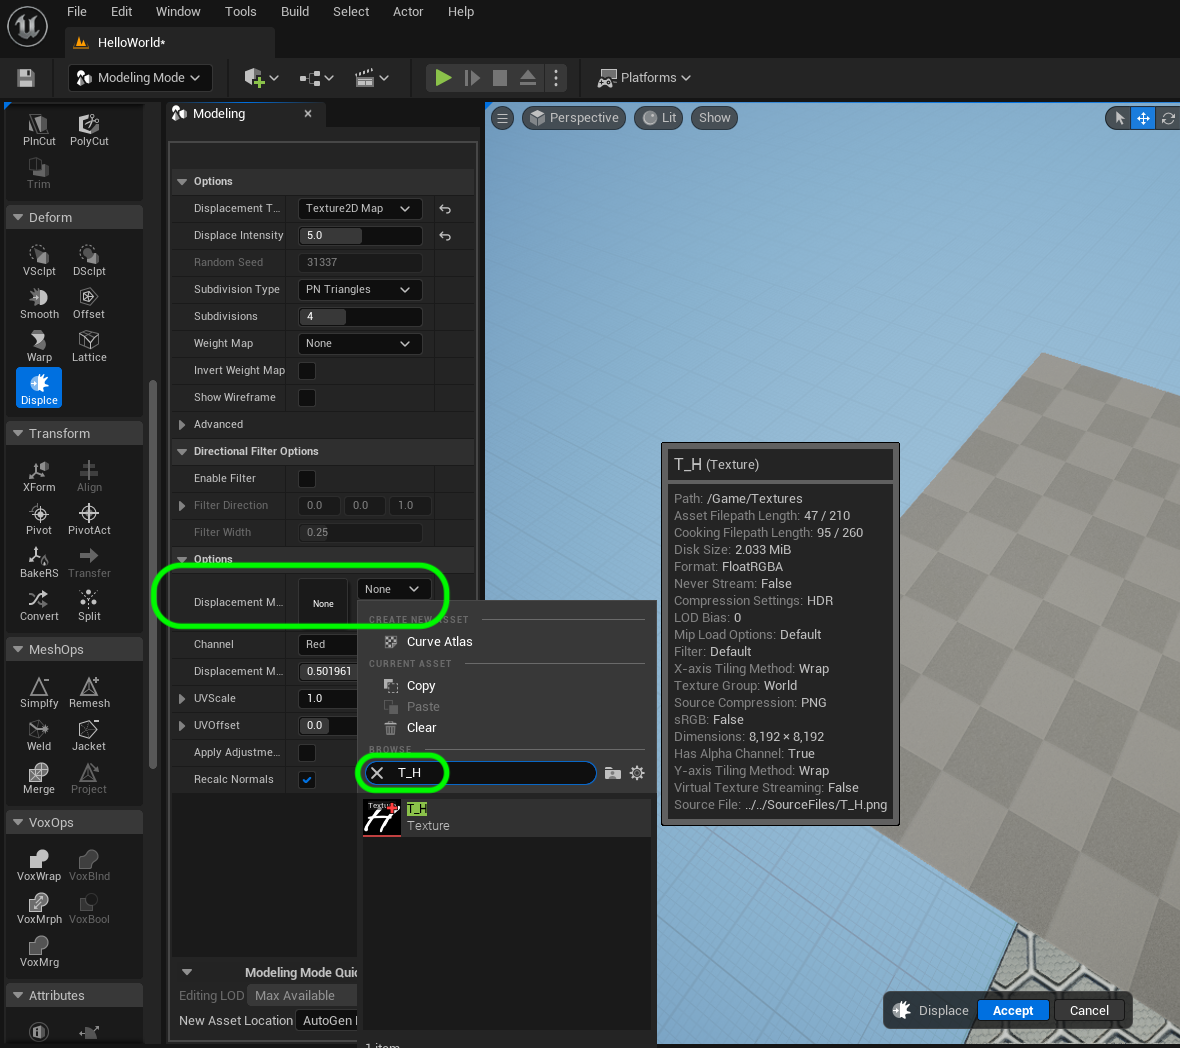 File Edit Window Tools Build Select Actor Help
HelloWorld*
Modeling Mode
Platforms
PlnCut PolyCut
Trim
Deform
VSclpt DSclpt
Smooth Offset
Warp Lattice
Displce
Transform
XForm Align
Pivot PivotAct
BakeRS Transfer
Convert Split
MeshOps
Simplfy Remesh
Weld Jacket
Merge Project
VoxOps
VoxWrap VoxBlnd
VoxMrph VoxBool
VoxMrg
Attributes
Modeling
Options
Displacement T... Texture2D Map
Displace Intensity 5.0
Random Seed 31337
Subdivision Type PN Triangles
Subdivisions 4
Weight Map None
Invert Weight Map
Show Wireframe
Advanced
Directional Filter Options
Enable Filter
Filter Direction 0.0 0.0 1.0
Filter Width 0.25
Options
Displacement M... None None
Channel Red
Displacement M... 0.501961
UVScale 1.0
UVOffset 0.0
Apply Adjustme...
Recalc Normals
Modeling Mode Quic
Editing LOD Max Available
New Asset Location AutoGen
CREATE NEW ASSET
Curve Atlas
CURRENT ASSET
Copy
Paste
Clear
BROWSE
T_H
T_H
Texture
1 item
Perspective Lit Show
T_H (Texture)
Path: /Game/Textures
Asset Filepath Length: 47 / 210
Cooking Filepath Length: 95 / 260
Disk Size: 2.033 MiB
Format: FloatRGBA
Never Stream: False
Compression Settings: HDR
LOD Bias: 0
Mip Load Options: Default
Filter: Default
X-axis Tiling Method: Wrap
Texture Group: World
Source Compression: PNG
sRGB: False
Dimensions: 8,192 × 8,192
Has Alpha Channel: True
Y-axis Tiling Method: Wrap
Virtual Texture Streaming: False
Source File: ../../SourceFiles/T_H.png
Displace Accept Cancel